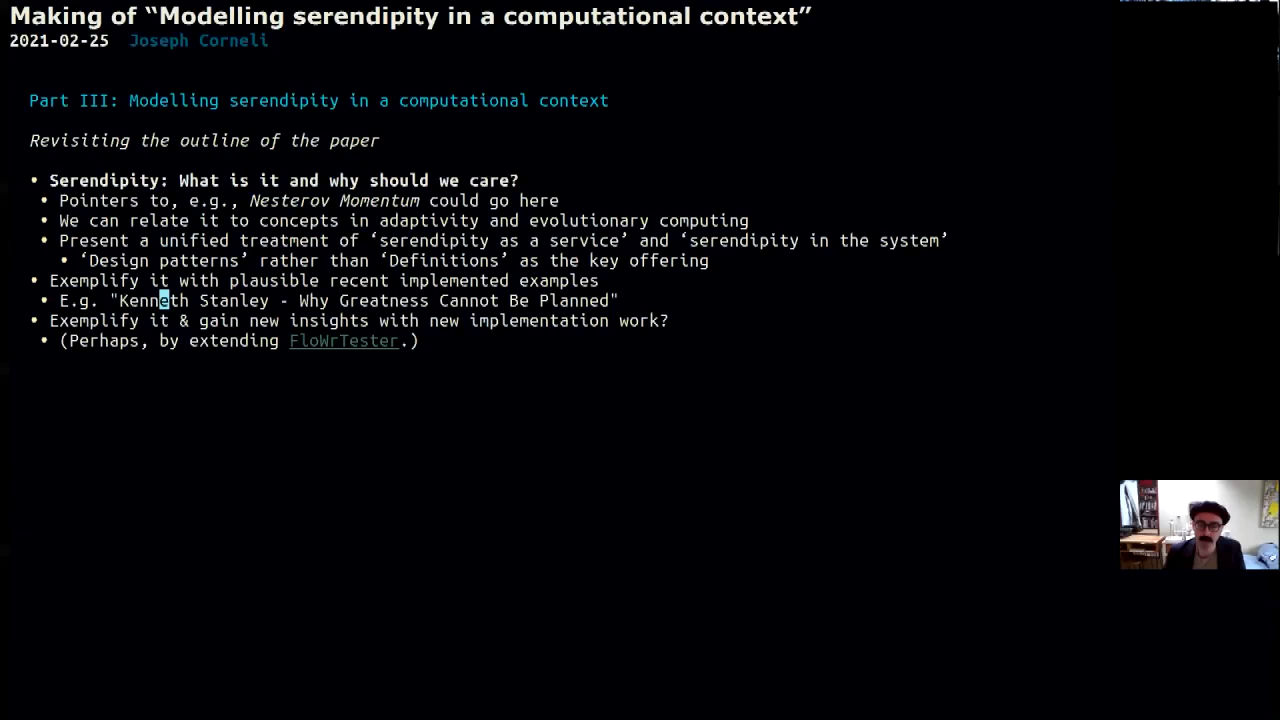 Making of “Modelling serendipity in a computational context”
2021-02-25 Joseph Corneli
Part III: Modelling serendipity in a computational context
Revisiting the outline of the paper
• Serendipity: What is it and why should we care?
• Pointers to, e.g., Nesterov Momentum could go here
• We can relate it to concepts in adaptivity and evolutionary computing
• Present a unified treatment of ‘serendipity as a service’ and ‘serendipity in the system’
• ‘Design patterns’ rather than ‘Definitions’ as the key offering
• Exemplify it with plausible recent implemented examples
• E.g. "Kenneth Stanley - Why Greatness Cannot Be Planned"
• Exemplify it & gain new insights with new implementation work?
• (Perhaps, by extending FloWrTester.)